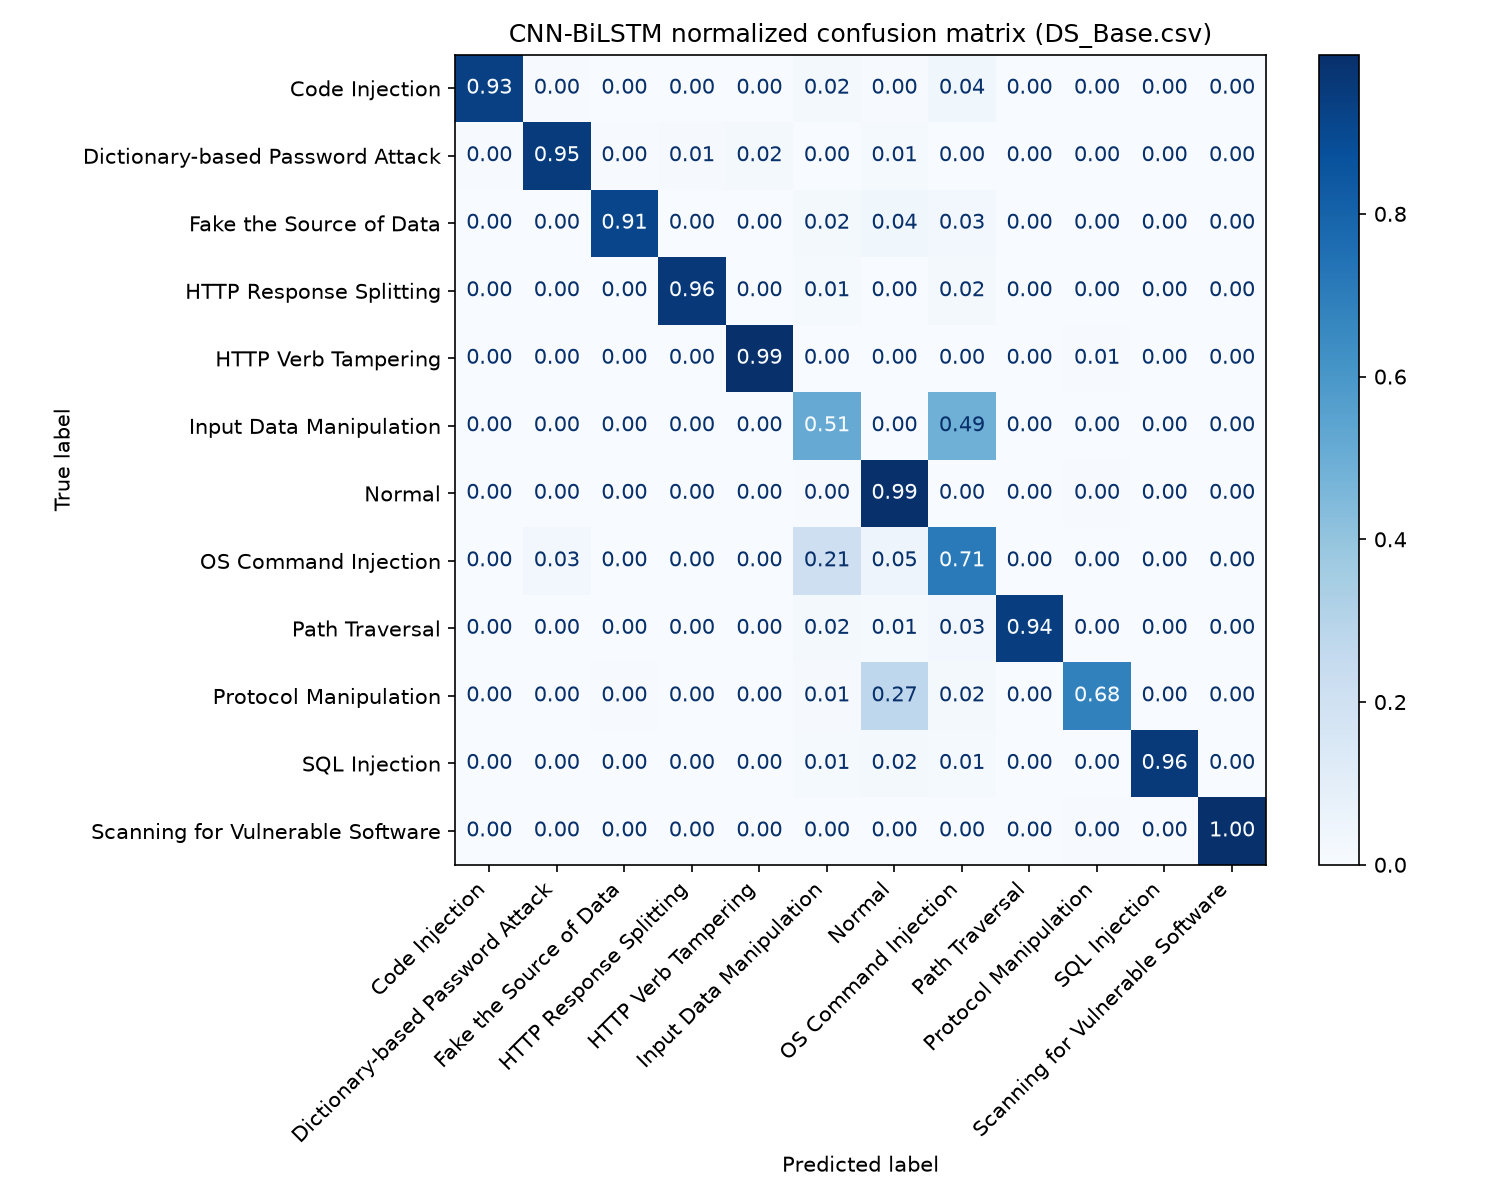 CNN-BiLSTM normalized confusion matrix (DS_Base.csv)
True label
Code Injection 0.93 0.00 0.00 0.00 0.00 0.02 0.00 0.04 0.00 0.00 0.00 0.00
Dictionary-based Password Attack 0.00 0.95 0.00 0.01 0.02 0.00 0.01 0.00 0.00 0.00 0.00 0.00
Fake the Source of Data 0.00 0.00 0.91 0.00 0.00 0.02 0.04 0.03 0.00 0.00 0.00 0.00
HTTP Response Splitting 0.00 0.00 0.00 0.96 0.00 0.01 0.00 0.02 0.00 0.00 0.00 0.00
HTTP Verb Tampering 0.00 0.00 0.00 0.00 0.99 0.00 0.00 0.00 0.00 0.01 0.00 0.00
Input Data Manipulation 0.00 0.00 0.00 0.00 0.00 0.51 0.00 0.49 0.00 0.00 0.00 0.00
Normal 0.00 0.00 0.00 0.00 0.00 0.00 0.99 0.00 0.00 0.00 0.00 0.00
OS Command Injection 0.00 0.03 0.00 0.00 0.00 0.21 0.05 0.71 0.00 0.00 0.00 0.00
Path Traversal 0.00 0.00 0.00 0.00 0.00 0.02 0.01 0.03 0.94 0.00 0.00 0.00
Protocol Manipulation 0.00 0.00 0.00 0.00 0.00 0.01 0.27 0.02 0.00 0.68 0.00 0.00
SQL Injection 0.00 0.00 0.00 0.00 0.00 0.01 0.02 0.01 0.00 0.00 0.96 0.00
Scanning for Vulnerable Software 0.00 0.00 0.00 0.00 0.00 0.00 0.00 0.00 0.00 0.00 0.00 1.00
Code Injection
Dictionary-based Password Attack
Fake the Source of Data
HTTP Response Splitting
HTTP Verb Tampering
Input Data Manipulation
Normal
OS Command Injection
Path Traversal
Protocol Manipulation
SQL Injection
Scanning for Vulnerable Software
Predicted label
0.8
0.6
0.4
0.2
0.0